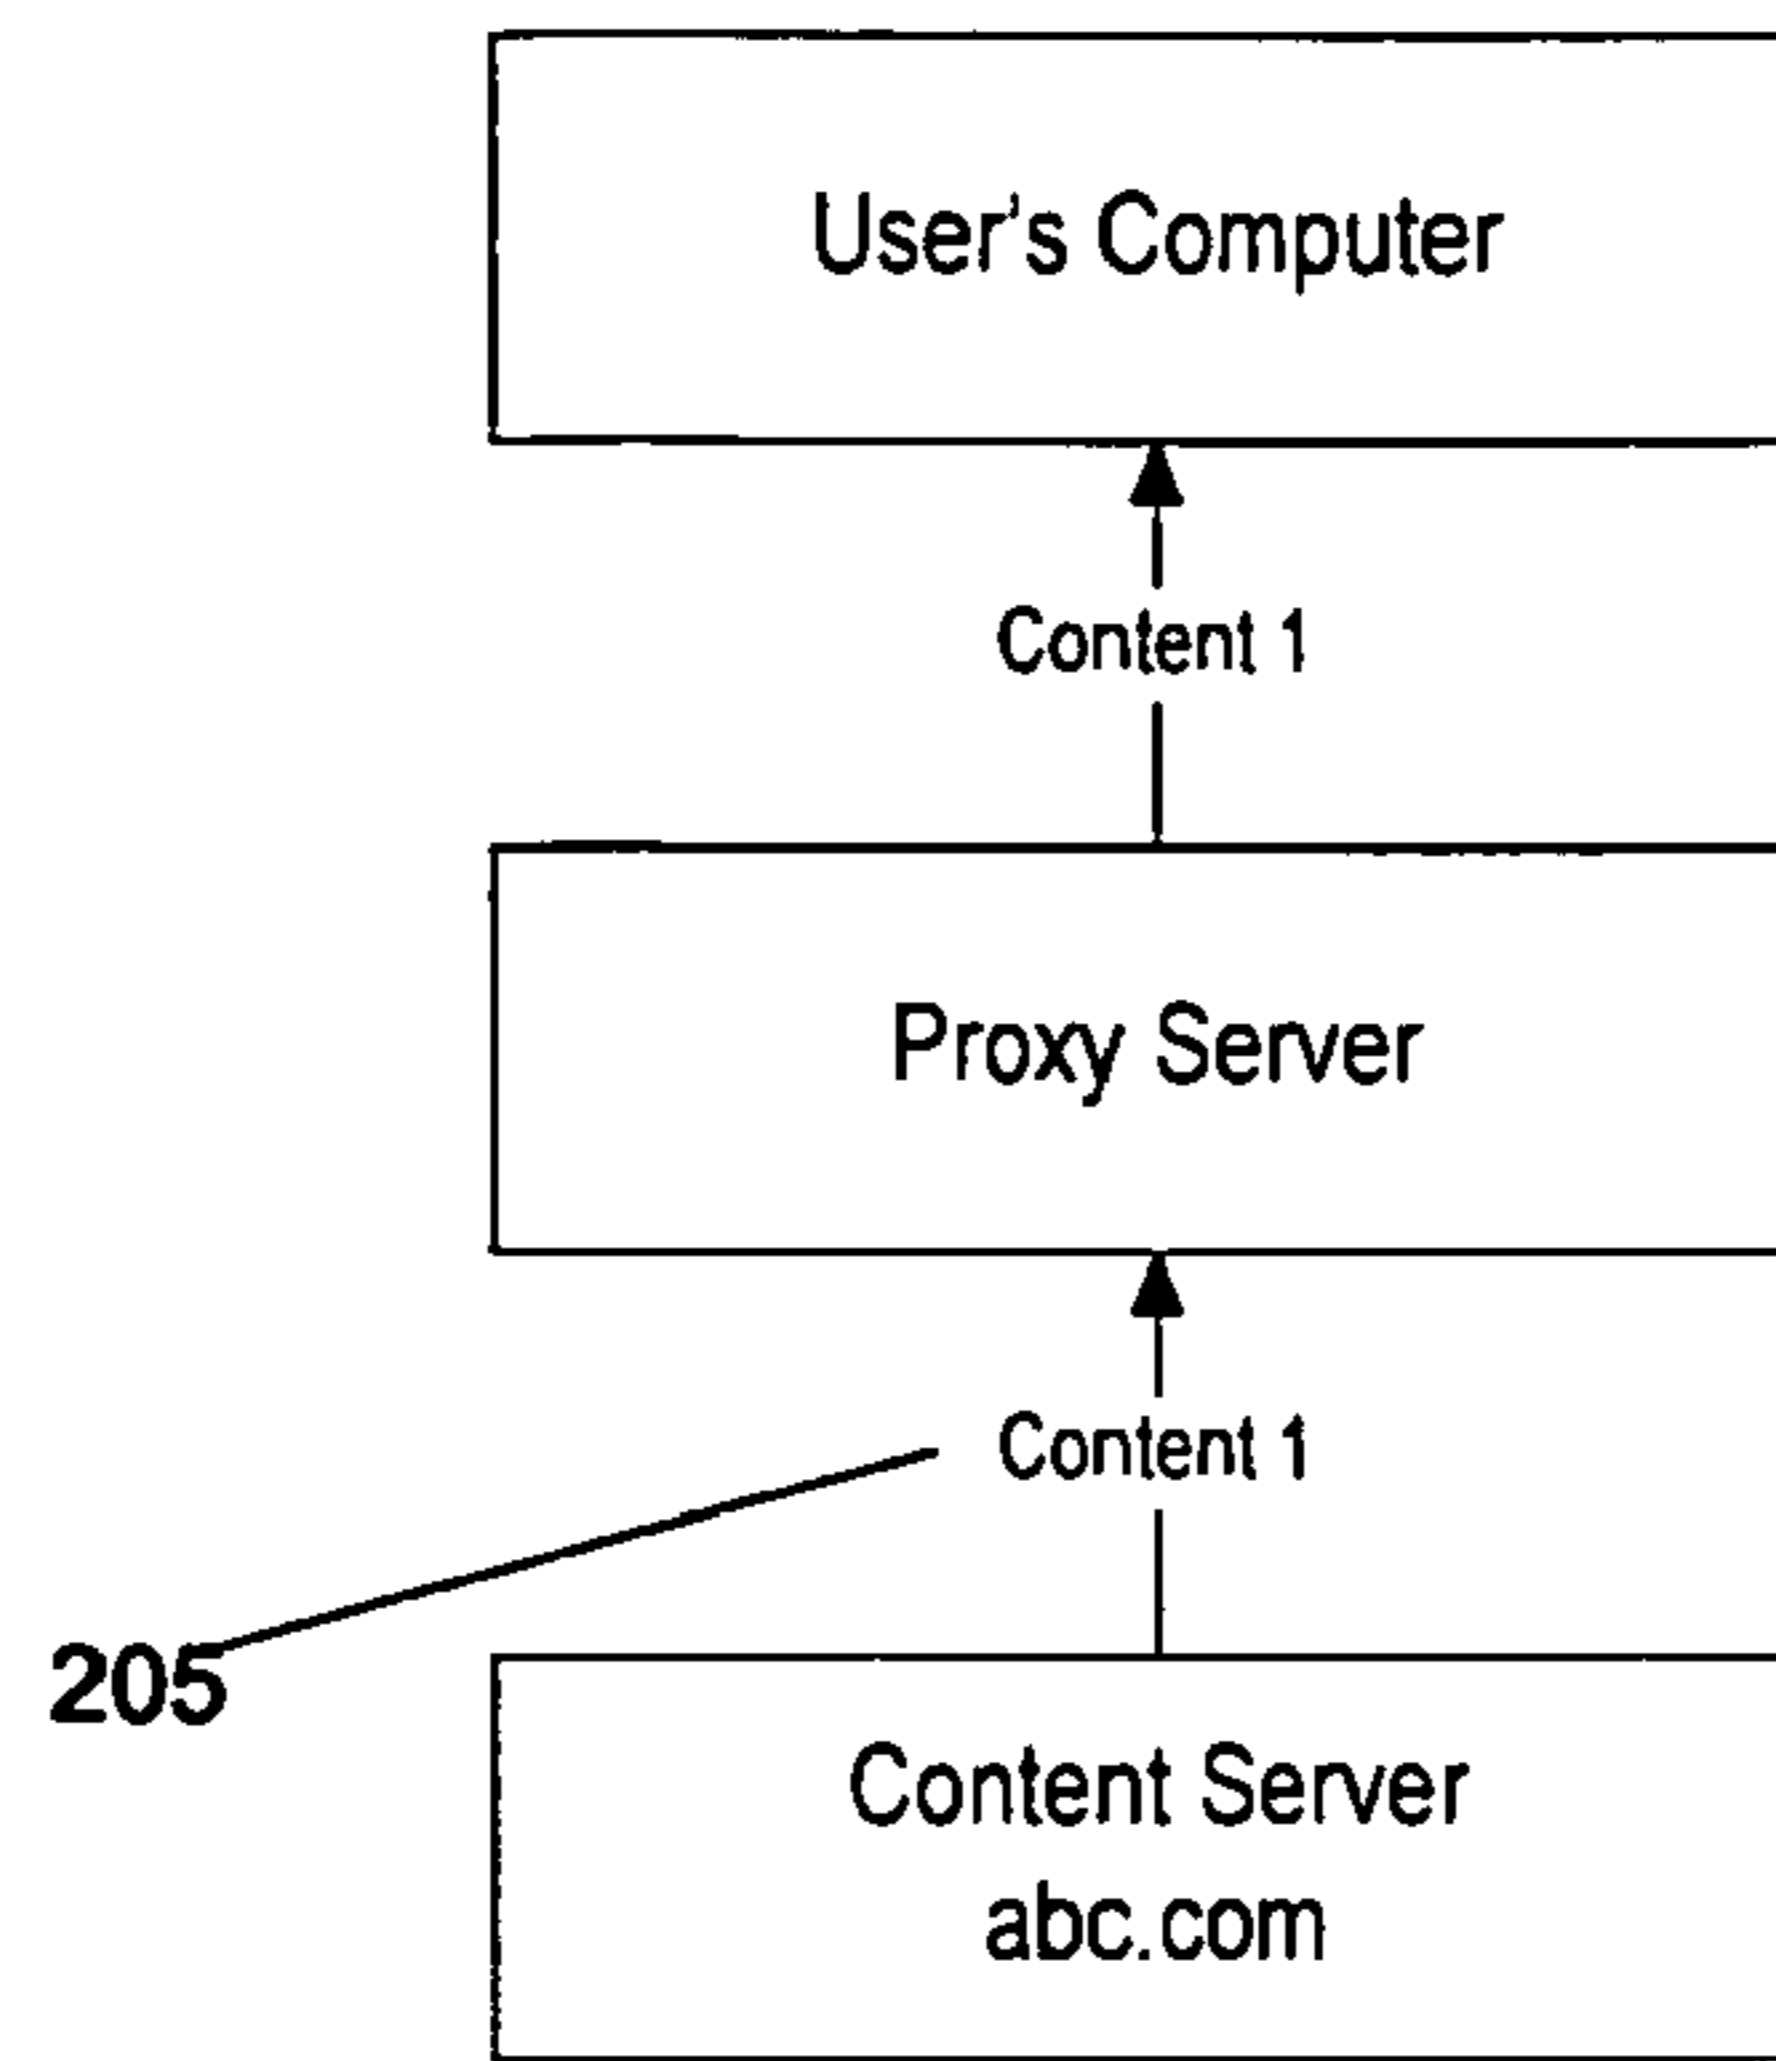 User's Computer
Content 1
Proxy Server
Content 1
205
Content Server
abc.com